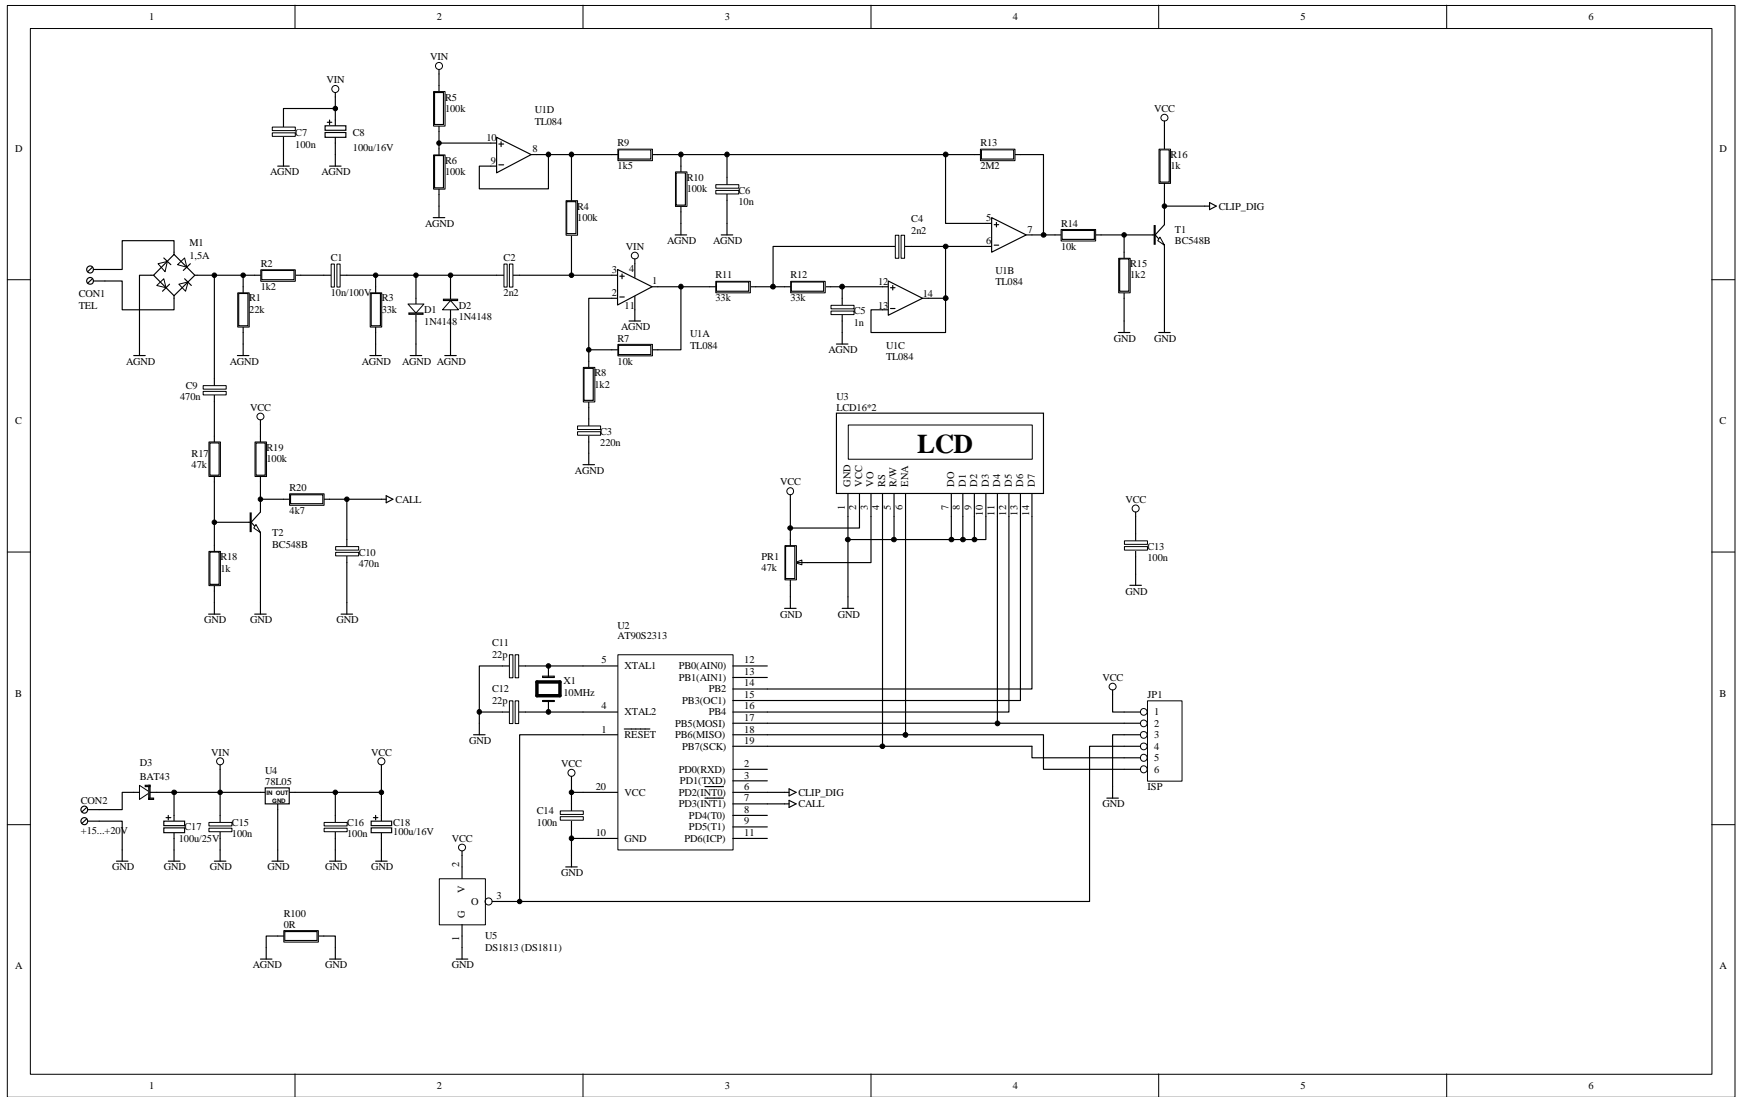 1 2 3 4 5 6
D
D
C
C
B
B
A
A
VIN
C7
100n
AGND
C8
100u/16V
AGND
VIN
R5
100k
R6
100k
AGND
U1D
TL084
10
9
8
R4
100k
R9
1k5
R10
100k
AGND
C6
10n
AGND
R13
2M2
C4
2n2
5
6
7
U1B
TL084
R14
10k
R15
1k2
GND
VCC
R16
1k
CLIP_DIG
T1
BC548B
GND
M1
1,5A
CON1
TEL
AGND
R2
1k2
R1
22k
AGND
C1
10n/100V
R3
33k
AGND
D1
1N4148
AGND
D2
1N4148
AGND
C2
2n2
VIN
3
2
4
11
1
AGND
U1A
TL084
R7
10k
R8
1k2
C3
220n
AGND
R11
33k
R12
33k
C5
1n
AGND
12
13
14
U1C
TL084
C9
470n
R17
47k
VCC
R19
100k
R20
4k7
CALL
T2
BC548B
R18
1k
C10
470n
GND
GND
GND
U3
LCD16*2
LCD
GND VCC VO RS R/W ENA DO D1 D2 D3 D4 D5 D6 D7
1 2 3 4 5 6 7 8 9 10 11 12 13 14
VCC
PR1
47k
GND
GND
VCC
C13
100n
GND
U2
AT90S2313
C11
22p
C12
22p
X1
10MHz
GND
5 XTAL1
4 XTAL2
1 RESET
20 VCC
10 GND
PB0(AIN0) 12
PB1(AIN1) 13
PB2 14
PB3(OC1) 15
PB4 16
PB5(MOSI) 17
PB6(MISO) 18
PB7(SCK) 19
PD0(RXD) 2
PD1(TXD) 3
PD2(INT0) 6
PD3(INT1) 7
PD4(T0) 8
PD5(T1) 9
PD6(ICP) 11
CLIP_DIG
CALL
VCC
C14
100n
GND
VCC
JP1
1
2
3
4
5
6
ISP
GND
CON2
+15...+20V
GND
D3
BAT43
C17
100u/25V
GND
VIN
C15
100n
GND
U4
78L05
IN OUT
GND
GND
C16
100n
GND
VCC
C18
100u/16V
GND
VCC
2
V
G
O
3
1
U5
DS1813 (DS1811)
GND
R100
0R
AGND
GND
1 2 3 4 5 6